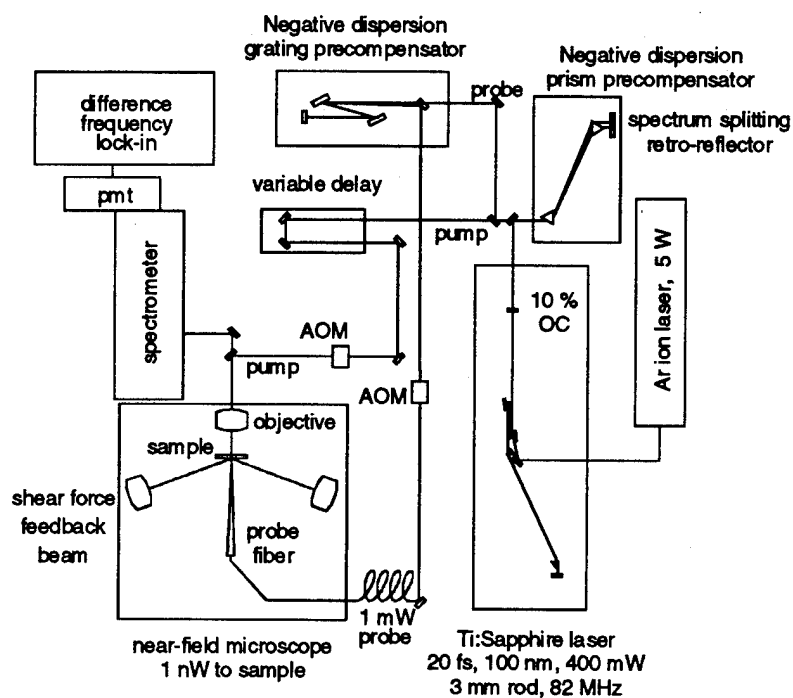 Negative dispersion
grating precompensator
Negative dispersion
prism precompensator
probe
difference
frequency
lock-in
spectrum splitting
retro-reflector
variable delay
pmt
pump
spectrometer
10 %
OC
Ar ion laser, 5 W
AOM
pump
AOM
objective
sample
shear force
feedback
beam
probe
fiber
1 mW
probe
near-field microscope
1 nW to sample
Ti:Sapphire laser
20 fs, 100 nm, 400 mW
3 mm rod, 82 MHz